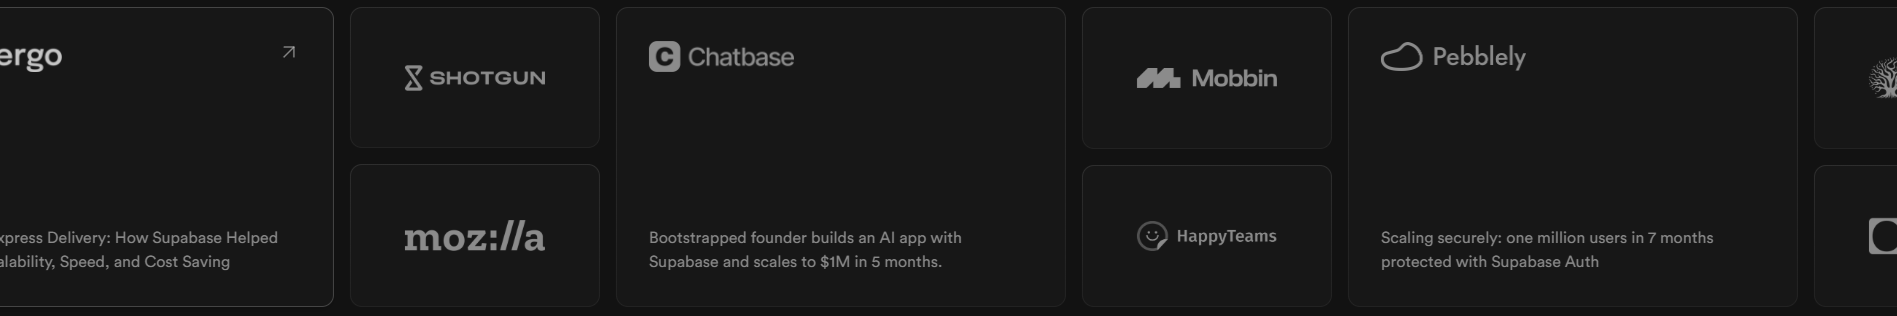 ergo
xpress Delivery: How Supabase Helped
alability, Speed, and Cost Saving
SHOTGUN
moz://a
Chatbase
Bootstrapped founder builds an AI app with
Supabase and scales to $1M in 5 months.
Mobbin
HappyTeams
Pebblely
Scaling securely: one million users in 7 months
protected with Supabase Auth